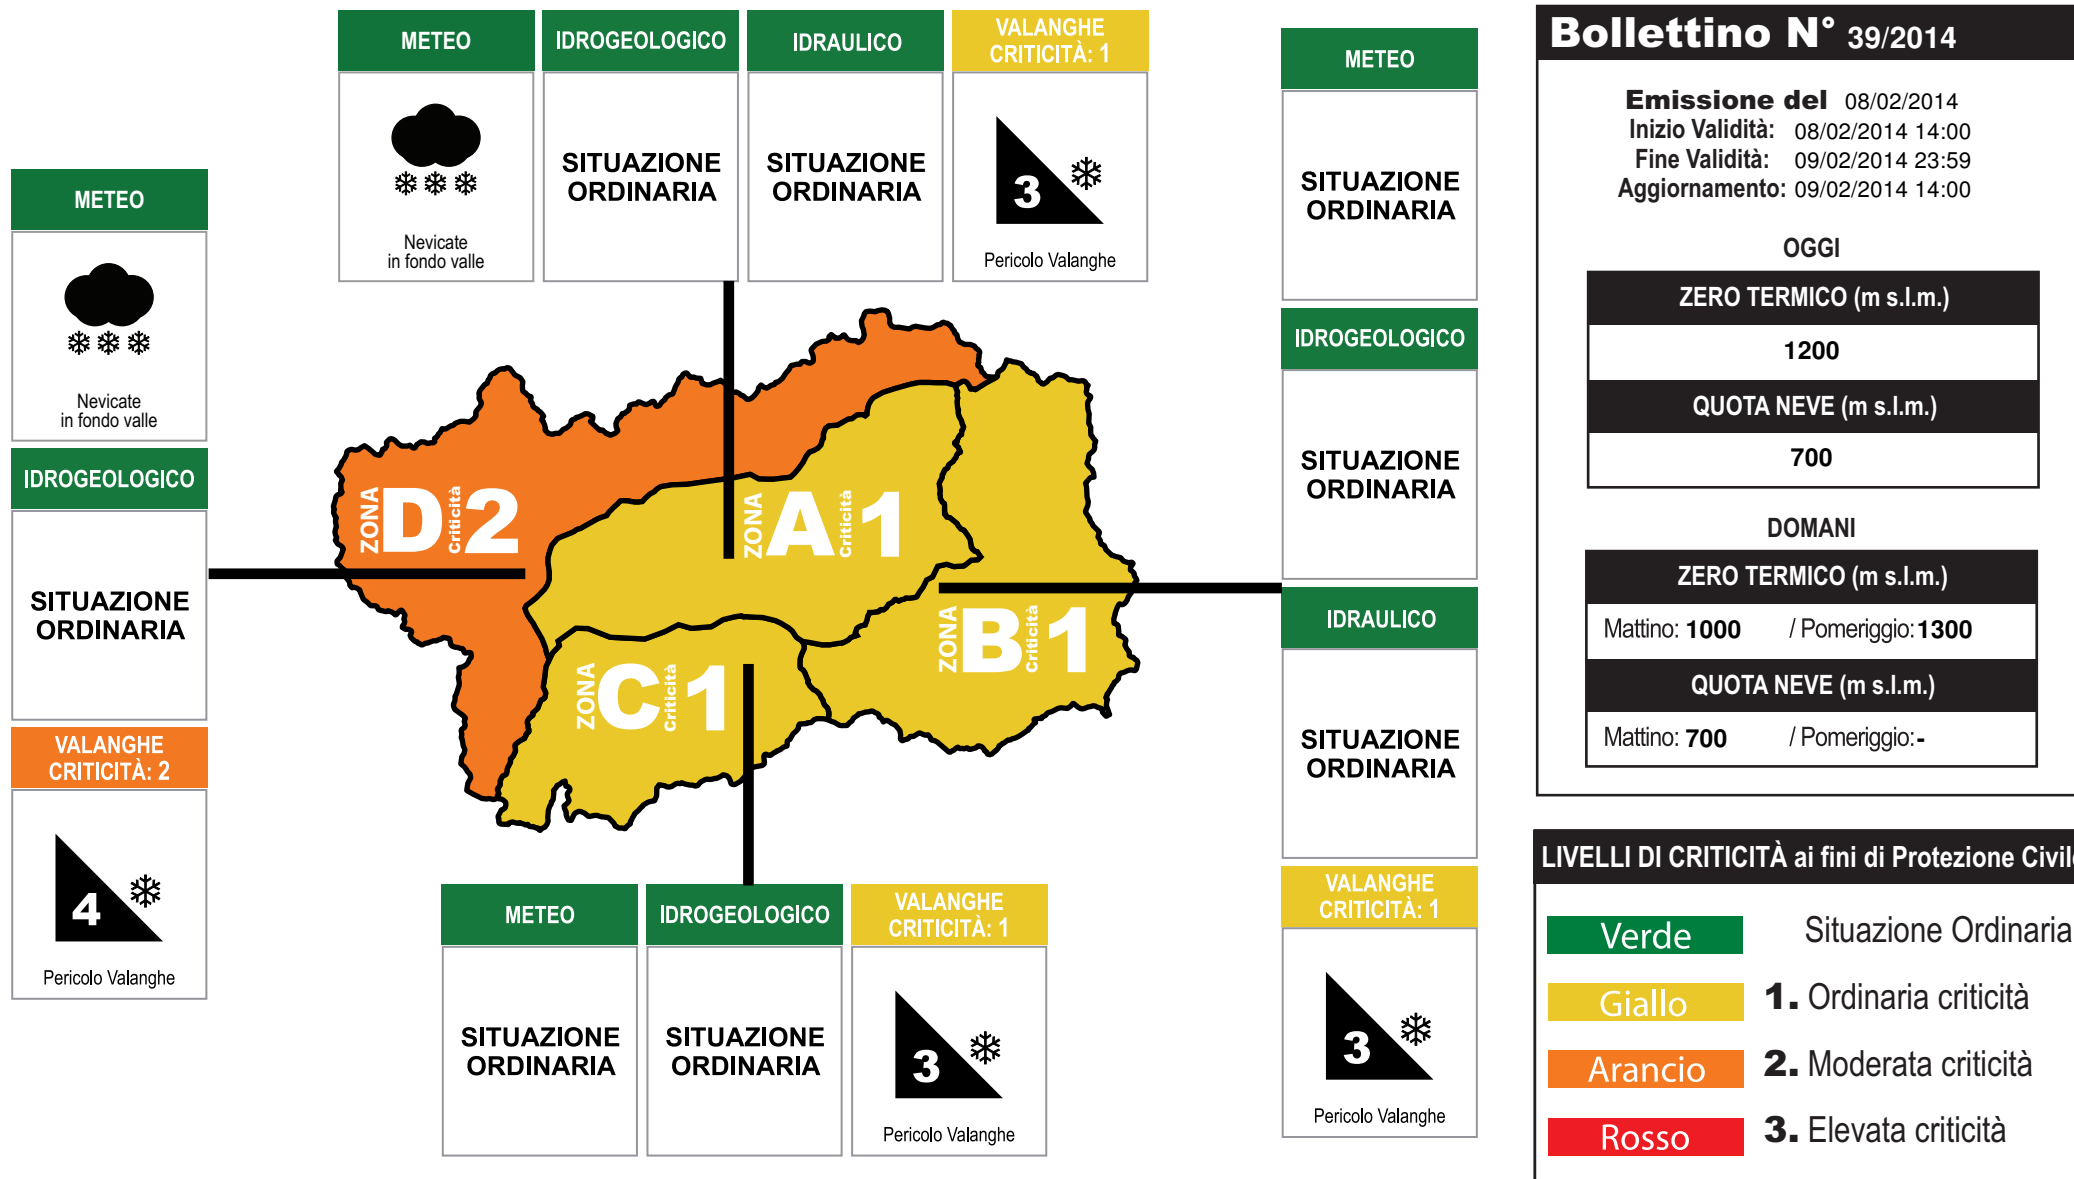 METEO
Nevicate
in fondo valle
IDROGEOLOGICO
SITUAZIONE
ORDINARIA
IDRAULICO
SITUAZIONE
ORDINARIA
VALANGHE
CRITICITÀ: 1
3
Pericolo Valanghe
METEO
Nevicate
in fondo valle
IDROGEOLOGICO
SITUAZIONE
ORDINARIA
VALANGHE
CRITICITÀ: 2
4
Pericolo Valanghe
ZONA D Criticità 2
ZONA A Criticità 1
ZONA B Criticità 1
ZONA C Criticità 1
METEO
SITUAZIONE
ORDINARIA
IDROGEOLOGICO
SITUAZIONE
ORDINARIA
VALANGHE
CRITICITÀ: 1
3
Pericolo Valanghe
METEO
SITUAZIONE
ORDINARIA
IDROGEOLOGICO
SITUAZIONE
ORDINARIA
IDRAULICO
SITUAZIONE
ORDINARIA
VALANGHE
CRITICITÀ: 1
3
Pericolo Valanghe
Bollettino N° 39/2014
Emissione del 08/02/2014
Inizio Validità: 08/02/2014 14:00
Fine Validità: 09/02/2014 23:59
Aggiornamento: 09/02/2014 14:00
OGGI
ZERO TERMICO (m s.l.m.)
1200
QUOTA NEVE (m s.l.m.)
700
DOMANI
ZERO TERMICO (m s.l.m.)
Mattino: 1000 / Pomeriggio: 1300
QUOTA NEVE (m s.l.m.)
Mattino: 700 / Pomeriggio: -
LIVELLI DI CRITICITÀ ai fini di Protezione Civile
Verde Situazione Ordinaria
Giallo 1. Ordinaria criticità
Arancio 2. Moderata criticità
Rosso 3. Elevata criticità